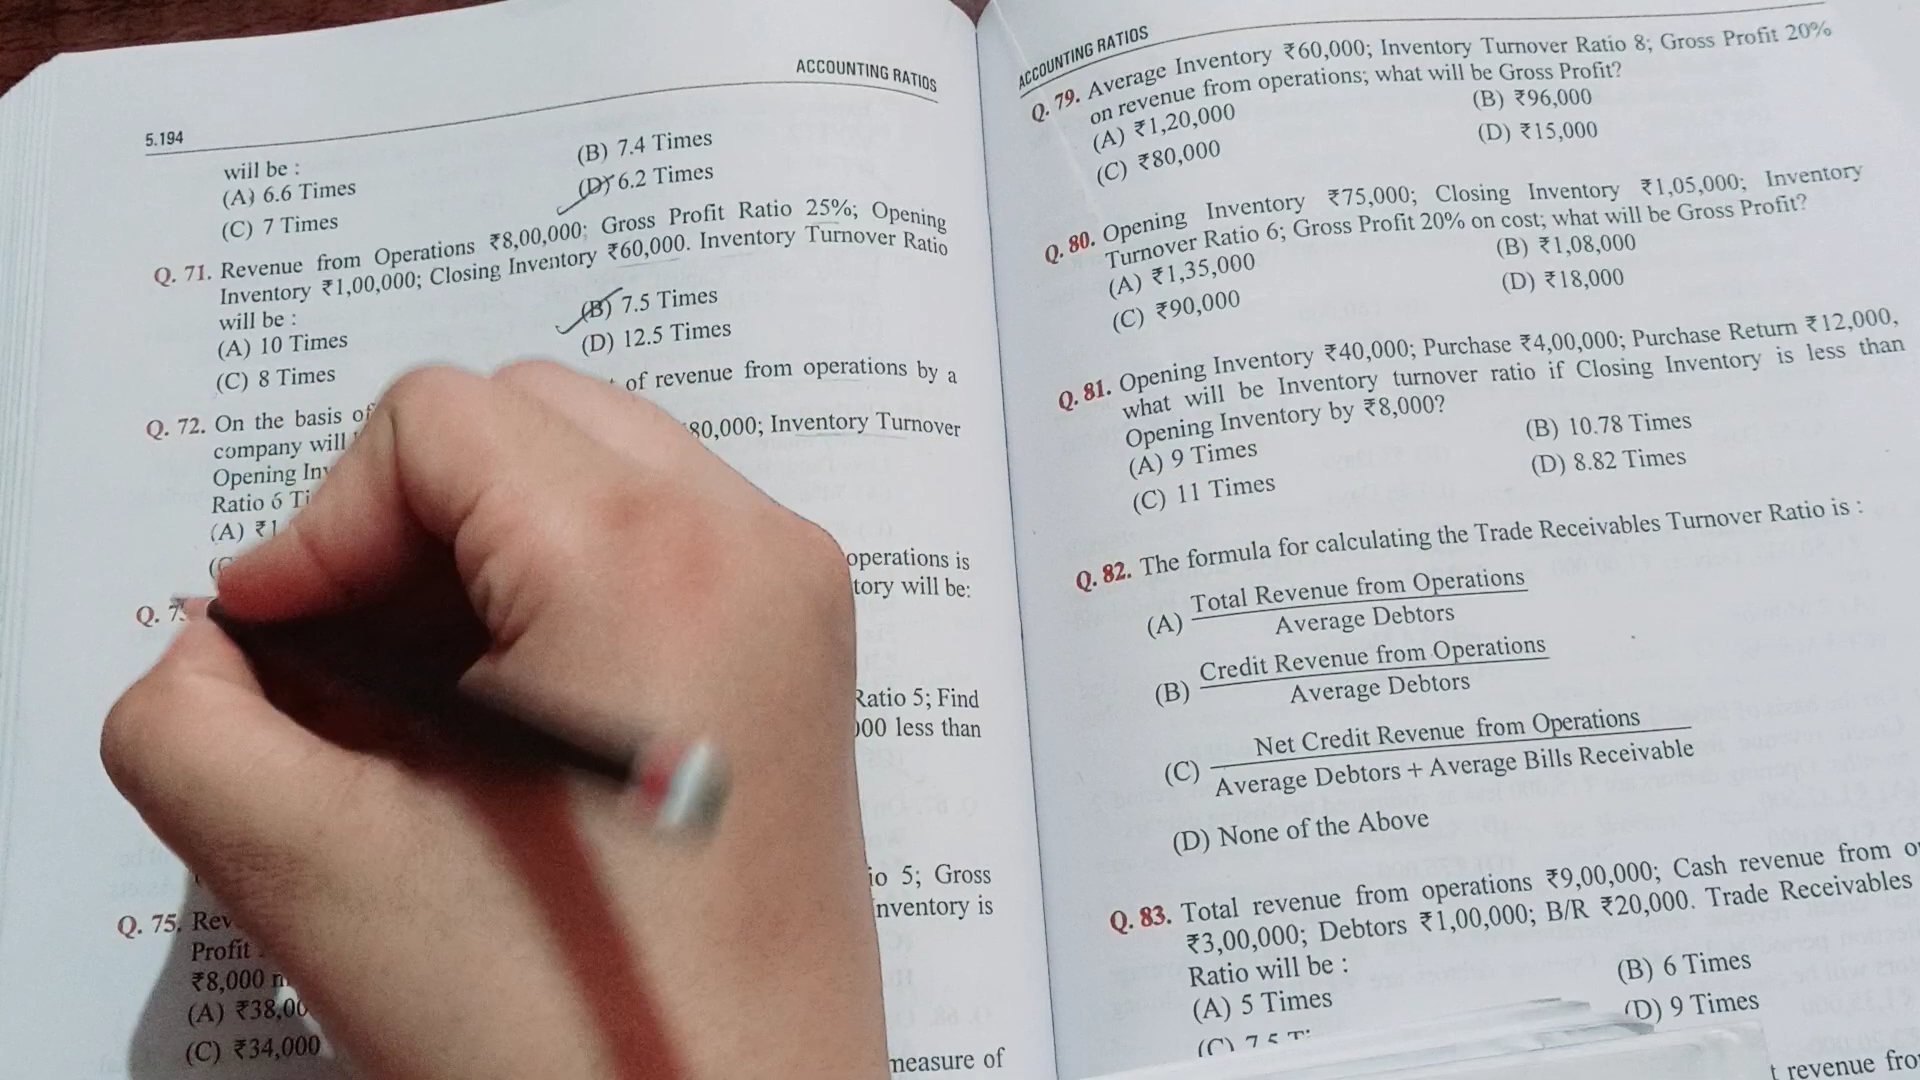 5.194
ACCOUNTING RATIOS
will be :
(A) 6.6 Times
(B) 7.4 Times
(C) 7 Times
(D) 6.2 Times
Q. 71. Revenue from Operations ₹8,00,000; Gross Profit Ratio 25%; Opening
Inventory ₹1,00,000; Closing Inventory ₹60,000. Inventory Turnover Ratio
will be :
(A) 10 Times
(B) 7.5 Times
(C) 8 Times
(D) 12.5 Times
Q. 72. On the basis of revenue from operations by a
company will
Opening 80,000; Inventory Turnover
Ratio 6
(A)
operations is
Q. will be:
Ratio 5; Find
less than
5; Gross
Q. 75. is
Profit
₹8,000
(A)
(C) ₹34,000
measure of
ACCOUNTING RATIOS
Q. 79. Average Inventory ₹60,000; Inventory Turnover Ratio 8; Gross Profit 20%
on revenue from operations; what will be Gross Profit?
(A) ₹1,20,000
(B) ₹96,000
(C) ₹80,000
(D) ₹15,000
Q. 80. Opening Inventory ₹75,000; Closing Inventory ₹1,05,000; Inventory
Turnover Ratio 6; Gross Profit 20% on cost; what will be Gross Profit?
(A) ₹1,35,000
(B) ₹1,08,000
(C) ₹90,000
(D) ₹18,000
Q. 81. Opening Inventory ₹40,000; Purchase ₹4,00,000; Purchase Return ₹12,000,
what will be Inventory turnover ratio if Closing Inventory is less than
Opening Inventory by ₹8,000?
(A) 9 Times
(B) 10.78 Times
(C) 11 Times
(D) 8.82 Times
Q. 82. The formula for calculating the Trade Receivables Turnover Ratio is :
(A) Total Revenue from Operations
Average Debtors
(B) Credit Revenue from Operations
Average Debtors
(C) Net Credit Revenue from Operations
Average Debtors + Average Bills Receivable
(D) None of the Above
Q. 83. Total revenue from operations ₹9,00,000; Cash revenue from
₹3,00,000; Debtors ₹1,00,000; B/R ₹20,000. Trade Receivables
Ratio will be :
(A) 5 Times
(B) 6 Times
(D) 9 Times
revenue